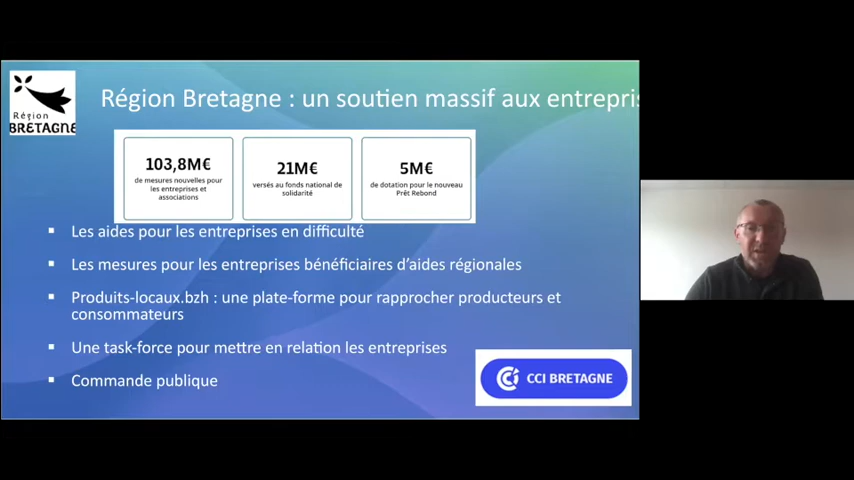 Région
BRETAGNE
Région Bretagne : un soutien massif aux entrepris
103,8M€
de mesures nouvelles pour
les entreprises et
associations
21M€
versés au fonds national de
solidarité
5M€
de dotation pour le nouveau
Prêt Rebond
Les aides pour les entreprises en difficulté
Les mesures pour les entreprises bénéficiaires d'aides régionales
Produits-locaux.bzh : une plate-forme pour rapprocher producteurs et
consommateurs
Une task-force pour mettre en relation les entreprises
Commande publique
CCI BRETAGNE